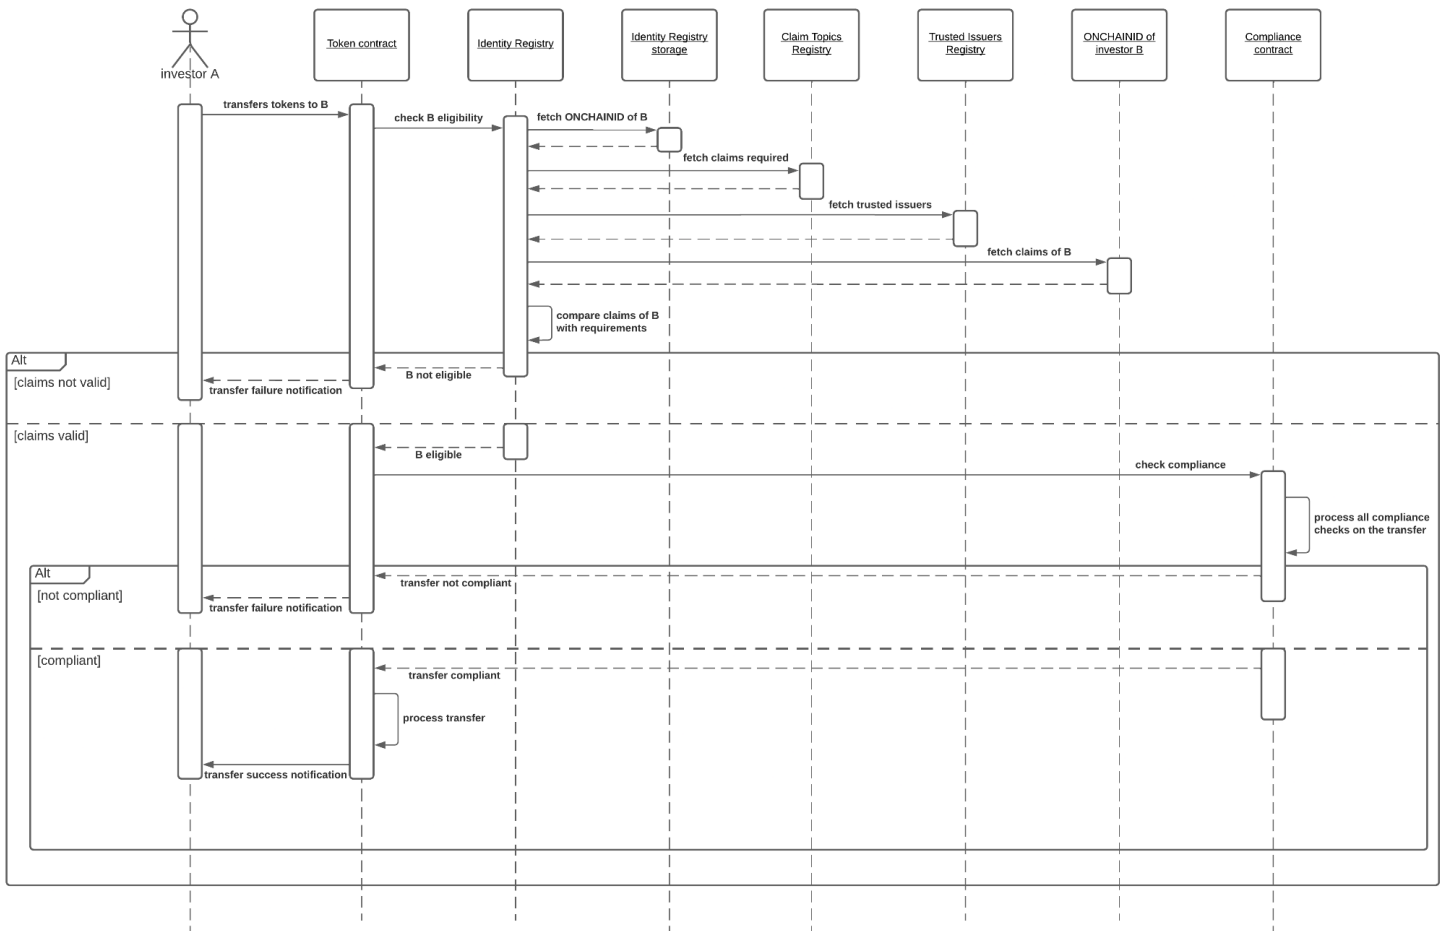 investor A
Token contract
Identity Registry
Identity Registry
storage
Claim Topics
Registry
Trusted Issuers
Registry
ONCHAINID of
investor B
Compliance
contract
transfers tokens to B
check B eligibility
fetch ONCHAINID of B
fetch claims required
fetch trusted issuers
fetch claims of B
compare claims of B
with requirements
Alt
[claims not valid]
B not eligible
transfer failure notification
[claims valid]
B eligible
check compliance
process all compliance
checks on the transfer
Alt
[not compliant]
transfer not compliant
transfer failure notification
[compliant]
transfer compliant
process transfer
transfer success notification